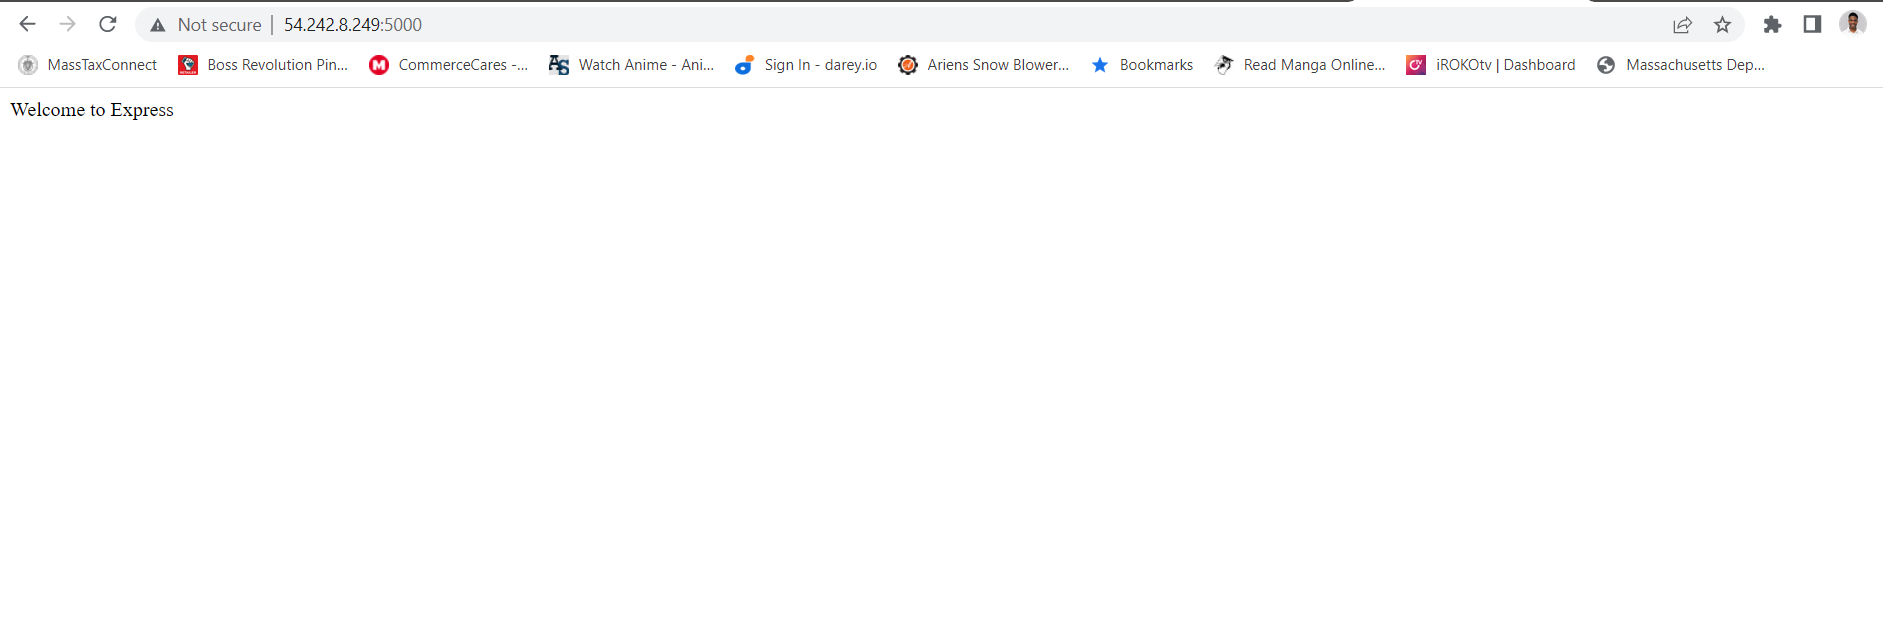 Not secure | 54.242.8.249:5000
MassTaxConnect Boss Revolution Pin... CommerceCares -... Watch Anime - Ani... Sign In - darey.io Ariens Snow Blower... Bookmarks Read Manga Online... iROKOtv | Dashboard Massachusetts Dep...
Welcome to Express